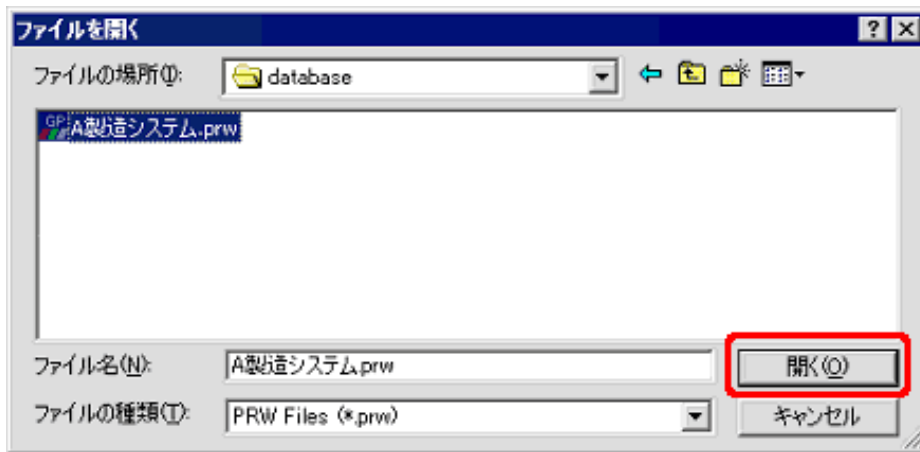 ファイルを開く
ファイルの場所(I):
database
GP
A製造システム.prw
ファイル名(N):
A製造システム.prw
開く(O)
ファイルの種類(T):
PRW Files (*.prw)
キャンセル